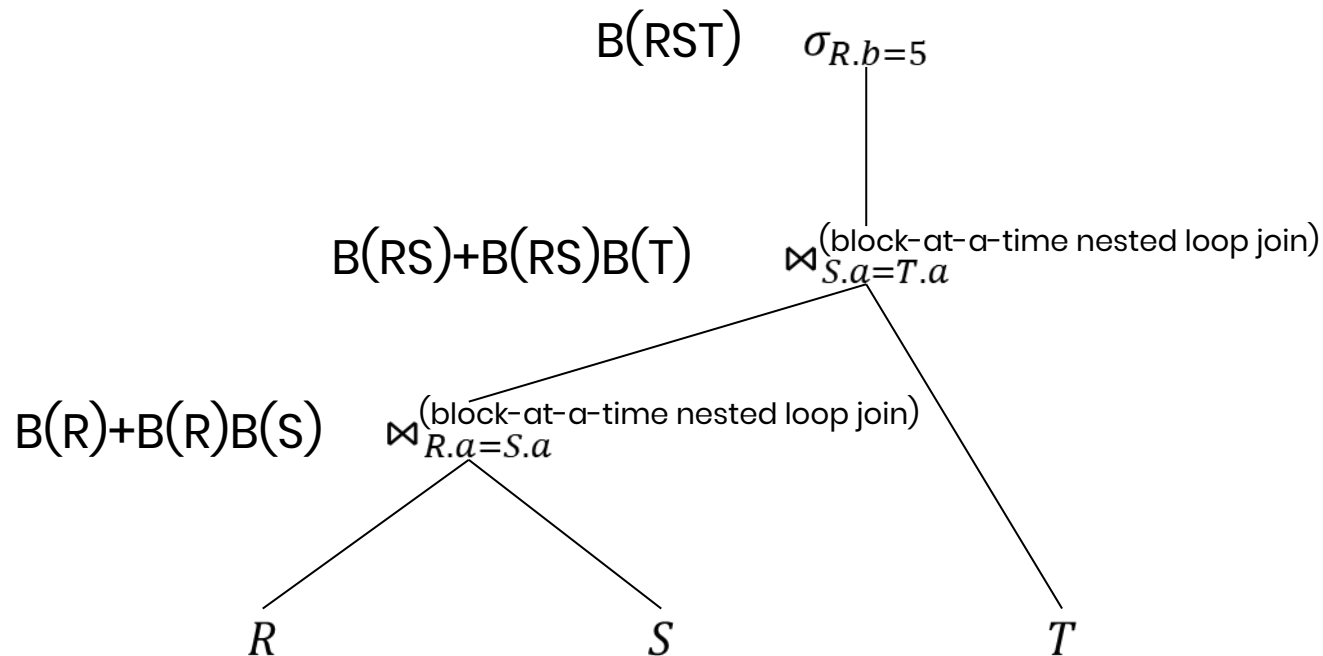 B(RST) σR.b=5
B(RS)+B(RS)B(T) ⋈(block-at-a-time nested loop join)
S.a=T.a
B(R)+B(R)B(S) ⋈(block-at-a-time nested loop join)
R.a=S.a
R S T